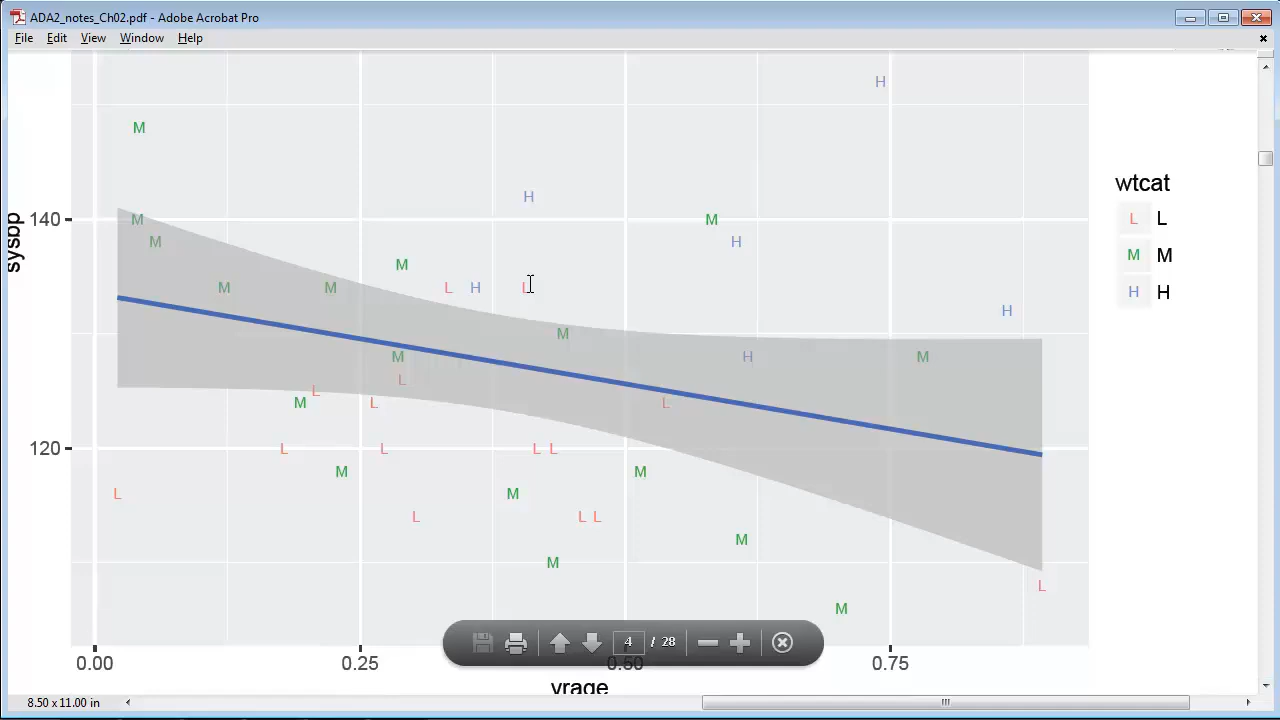 ADA2_notes_Ch02.pdf - Adobe Acrobat Pro
File Edit View Window Help
H
M
H
wtcat
M 140 M H L L
sysbp M M H M M
M M L H L H H H
M M H M
L L M L L
120 L L L L
M M M
L L L L
M M
L M
4 / 28
0.00 0.25 0.50 0.75
vrage
8.50 x 11.00 in